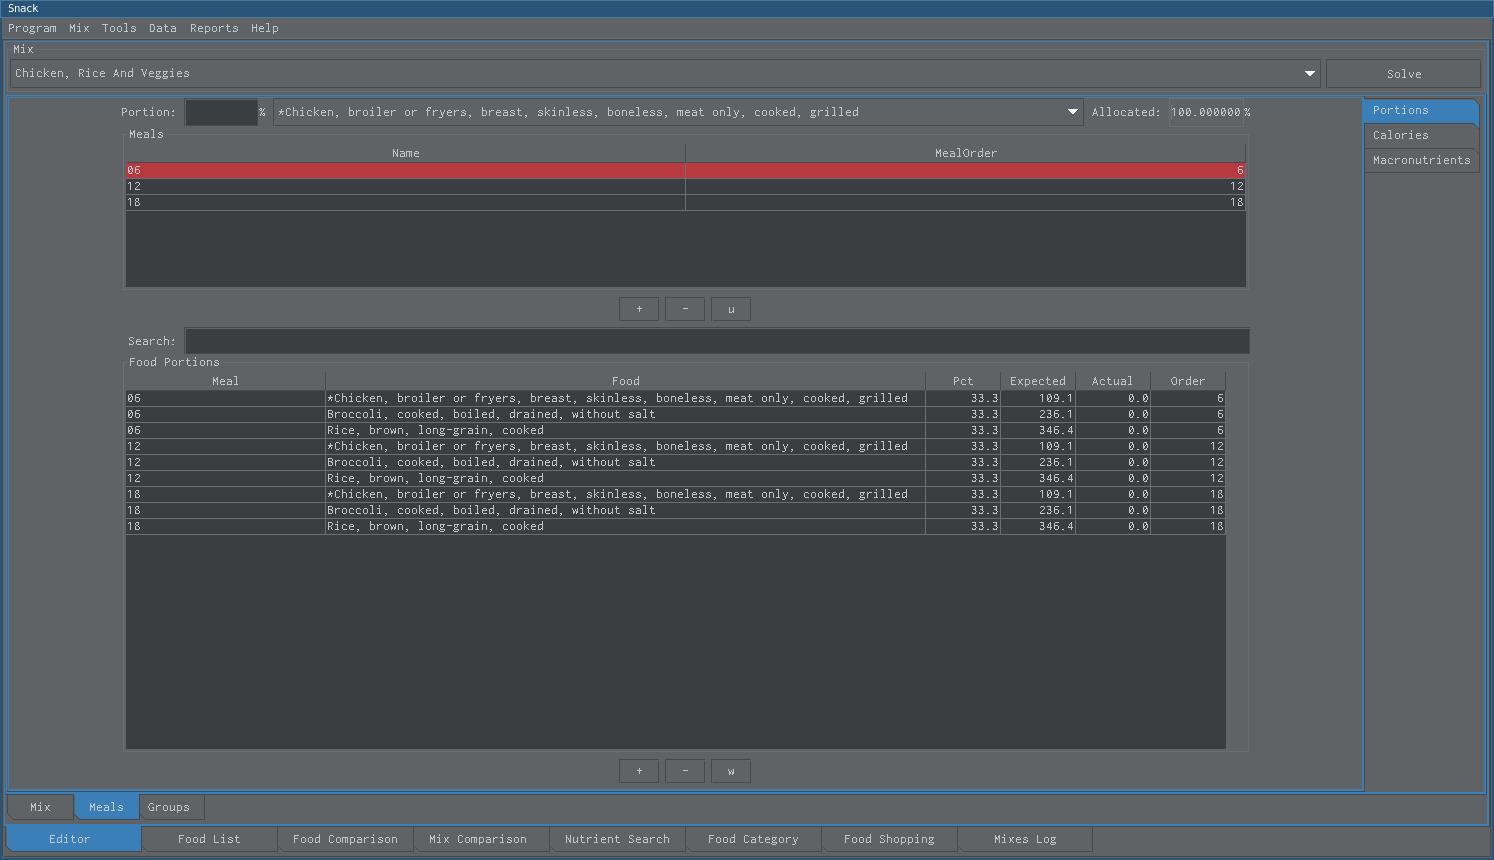 Snack
Program Mix Tools Data Reports Help
Mix
Chicken, Rice And Veggies Solve
Portion: % *Chicken, broiler or fryers, breast, skinless, boneless, meat only, cooked, grilled Allocated: 100.000000%
Portions
Calories
Macronutrients
Meals
Name MealOrder
06 6
12 12
18 18
+ - u
Search:
Food Portions
Meal Food Pct Expected Actual Order
06 *Chicken, broiler or fryers, breast, skinless, boneless, meat only, cooked, grilled 33.3 109.1 0.0 6
06 Broccoli, cooked, boiled, drained, without salt 33.3 236.1 0.0 6
06 Rice, brown, long-grain, cooked 33.3 346.4 0.0 6
12 *Chicken, broiler or fryers, breast, skinless, boneless, meat only, cooked, grilled 33.3 109.1 0.0 12
12 Broccoli, cooked, boiled, drained, without salt 33.3 236.1 0.0 12
12 Rice, brown, long-grain, cooked 33.3 346.4 0.0 12
18 *Chicken, broiler or fryers, breast, skinless, boneless, meat only, cooked, grilled 33.3 109.1 0.0 18
18 Broccoli, cooked, boiled, drained, without salt 33.3 236.1 0.0 18
18 Rice, brown, long-grain, cooked 33.3 346.4 0.0 18
+ - w
Mix Meals Groups
Editor Food List Food Comparison Mix Comparison Nutrient Search Food Category Food Shopping Mixes Log